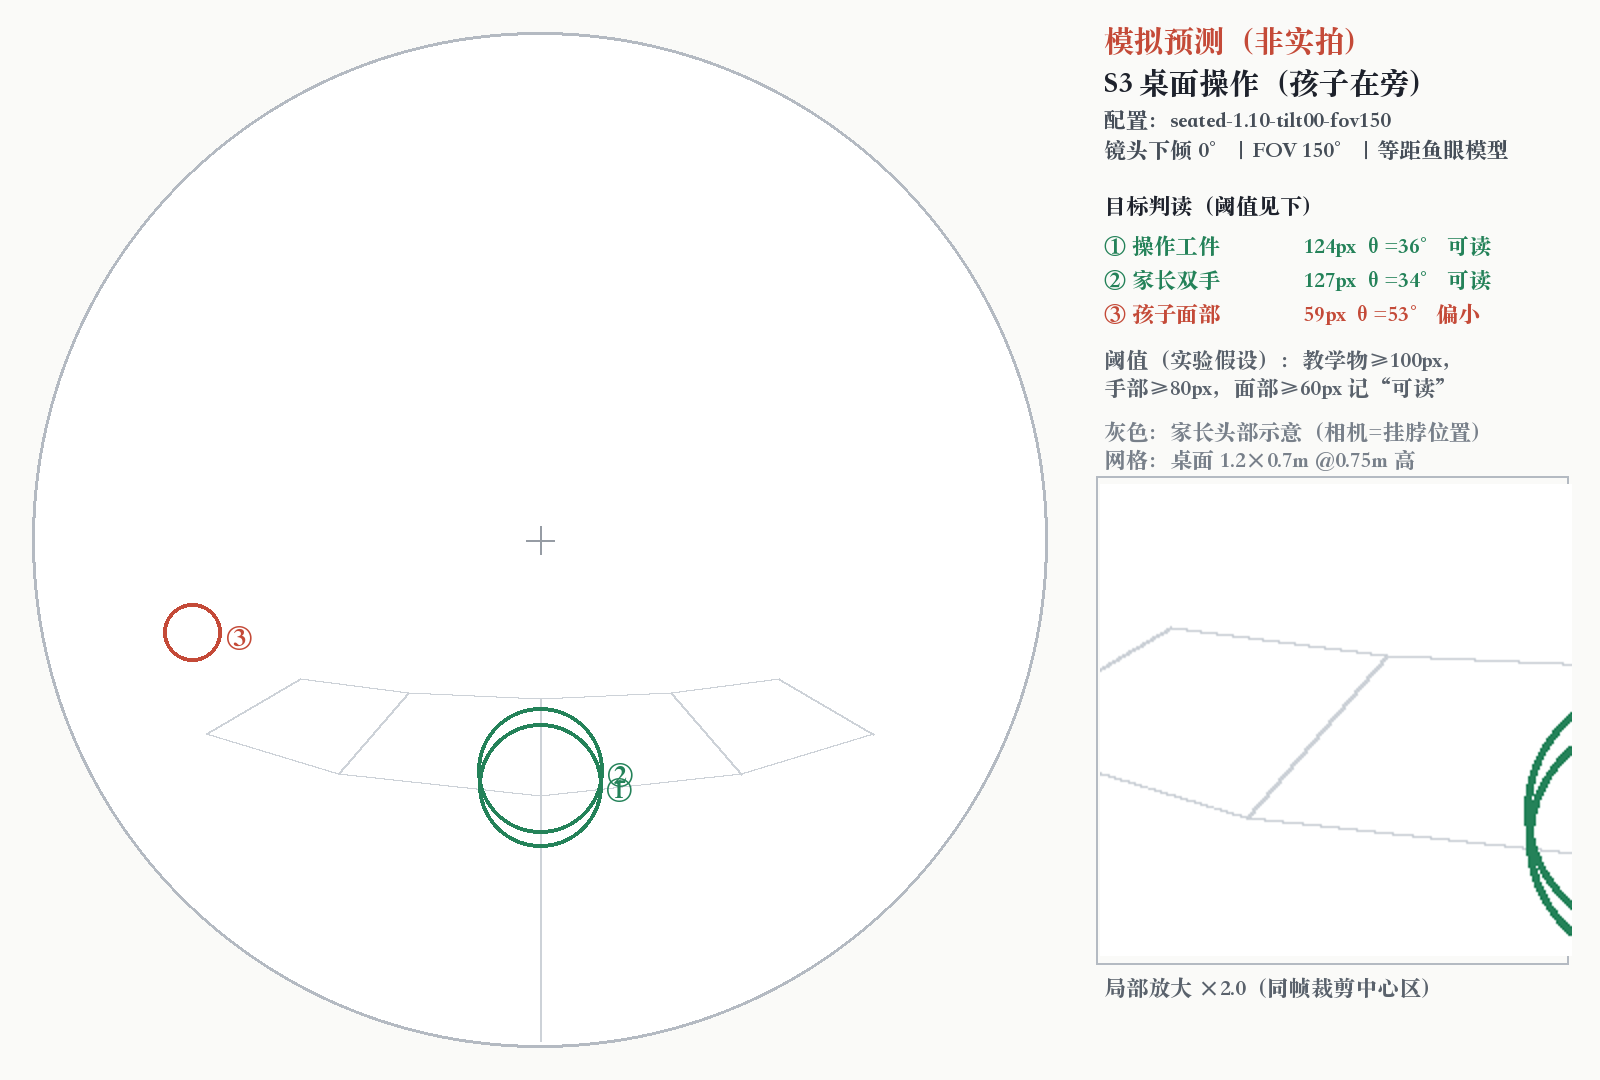 模拟预测（非实拍）
S3 桌面操作（孩子在旁）
配置：seated-1.10-tilt00-fov150
镜头下倾 0° | FOV 150° | 等距鱼眼模型
目标判读（阈值见下）
① 操作工件 124px θ=36° 可读
② 家长双手 127px θ=34° 可读
③ 孩子面部 59px θ=53° 偏小
阈值（实验假设）：教学物≥100px，
手部≥80px，面部≥60px 记“可读”
灰色：家长头部示意（相机=挂脖位置）
网格：桌面 1.2×0.7m @0.75m 高
③
②
①
局部放大 ×2.0（同帧裁剪中心区）